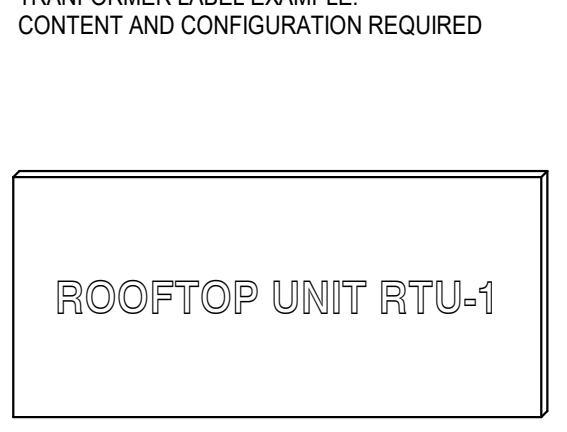 TRANFORMER LABEL EXAMPLE:
CONTENT AND CONFIGURATION REQUIRED
ROOFTOP UNIT RTU-1